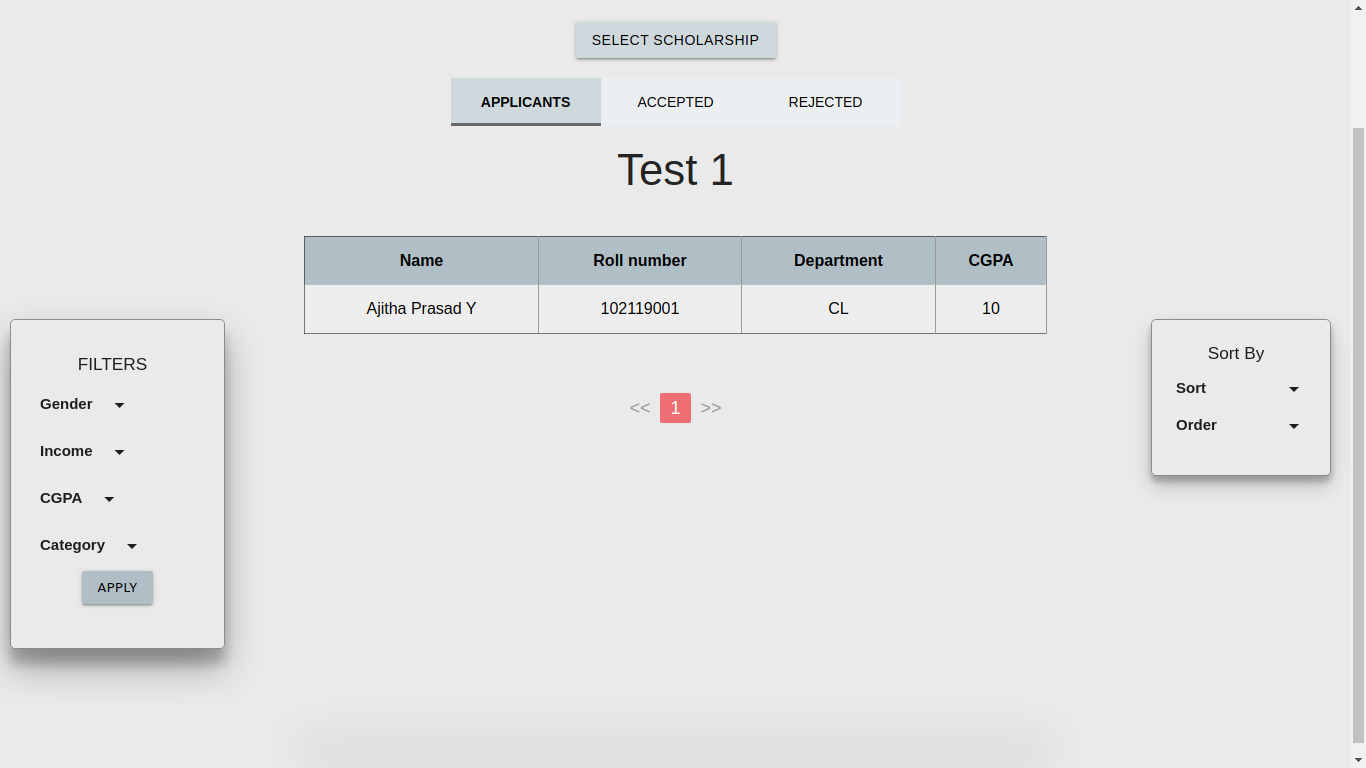 SELECT SCHOLARSHIP
APPLICANTS ACCEPTED REJECTED
Test 1
Name Roll number Department CGPA
Ajitha Prasad Y 102119001 CL 10
<< 1 >>
FILTERS
Gender
Income
CGPA
Category
APPLY
Sort By
Sort
Order